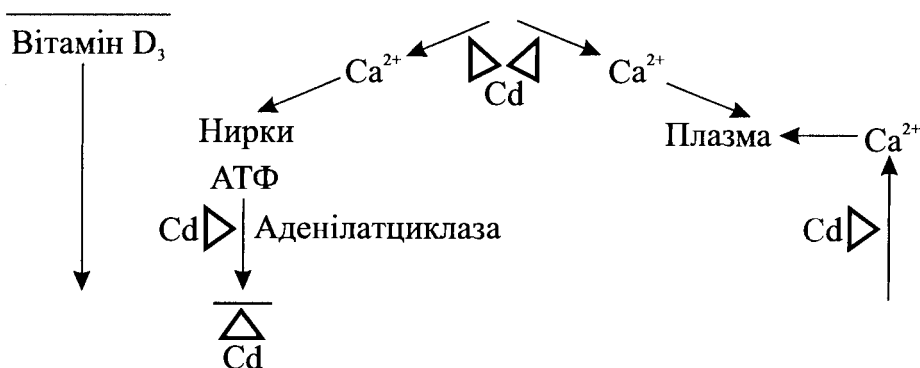 Вітамін D₃
Ca²⁺
Cd
Ca²⁺
Нирки
Плазма
Ca²⁺
АТФ
Cd
Аденілатциклаза
Cd
Cd